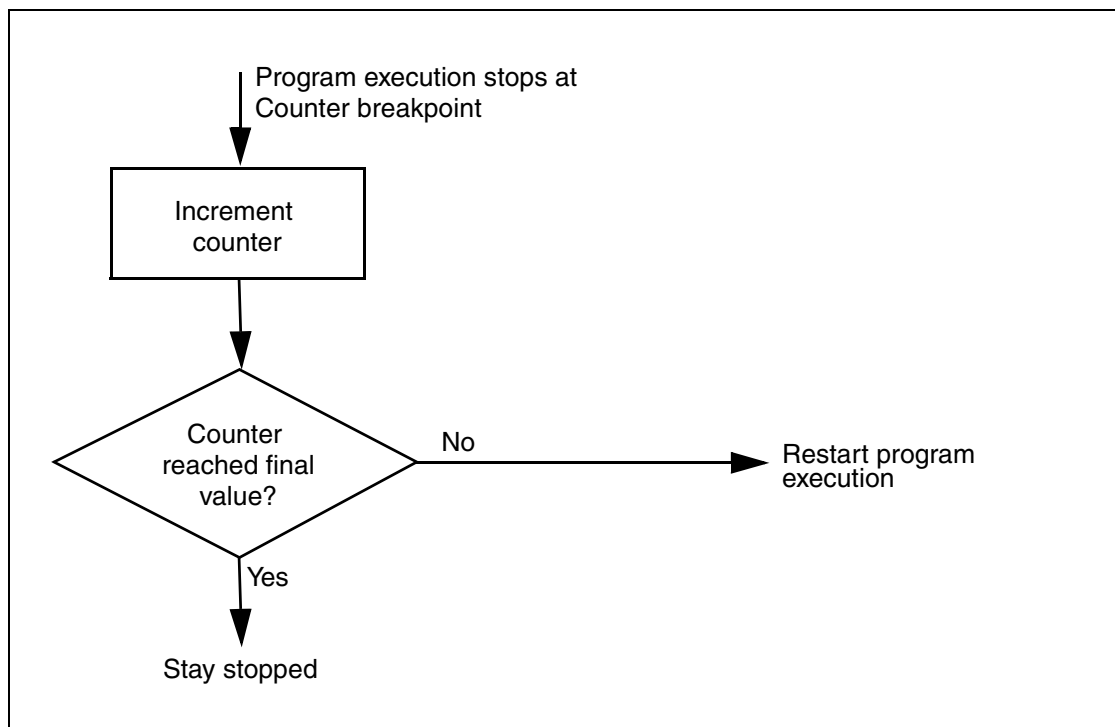 Program execution stops at
Counter breakpoint
Increment
counter
Counter
reached final
value?
No
Restart program
execution
Yes
Stay stopped